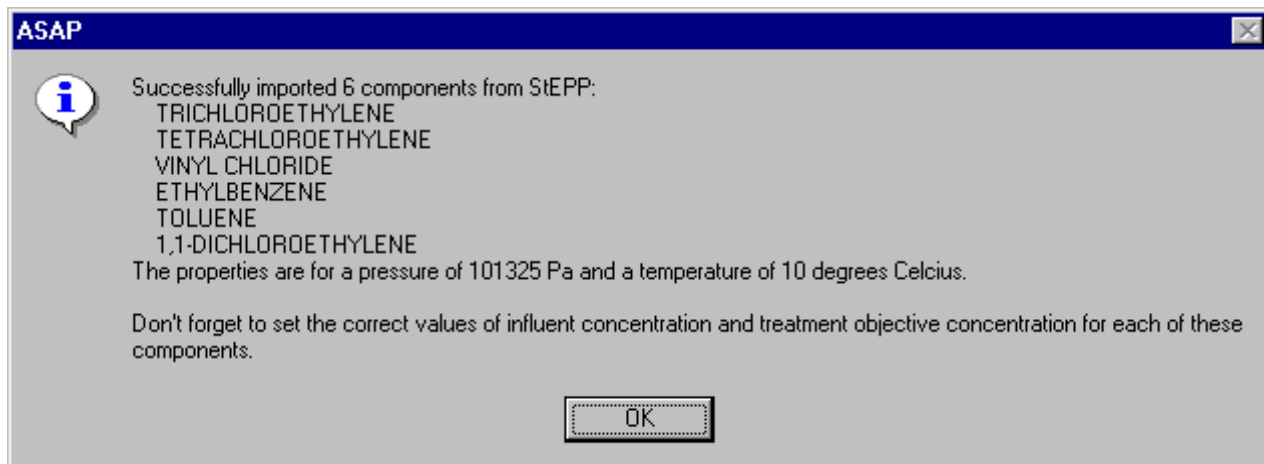 ASAP
Successfully imported 6 components from StEPP:
TRICHLOROETHYLENE
TETRACHLOROETHYLENE
VINYL CHLORIDE
ETHYLBENZENE
TOLUENE
1,1-DICHLOROETHYLENE
The properties are for a pressure of 101325 Pa and a temperature of 10 degrees Celcius.
Don't forget to set the correct values of influent concentration and treatment objective concentration for each of these
components.
OK